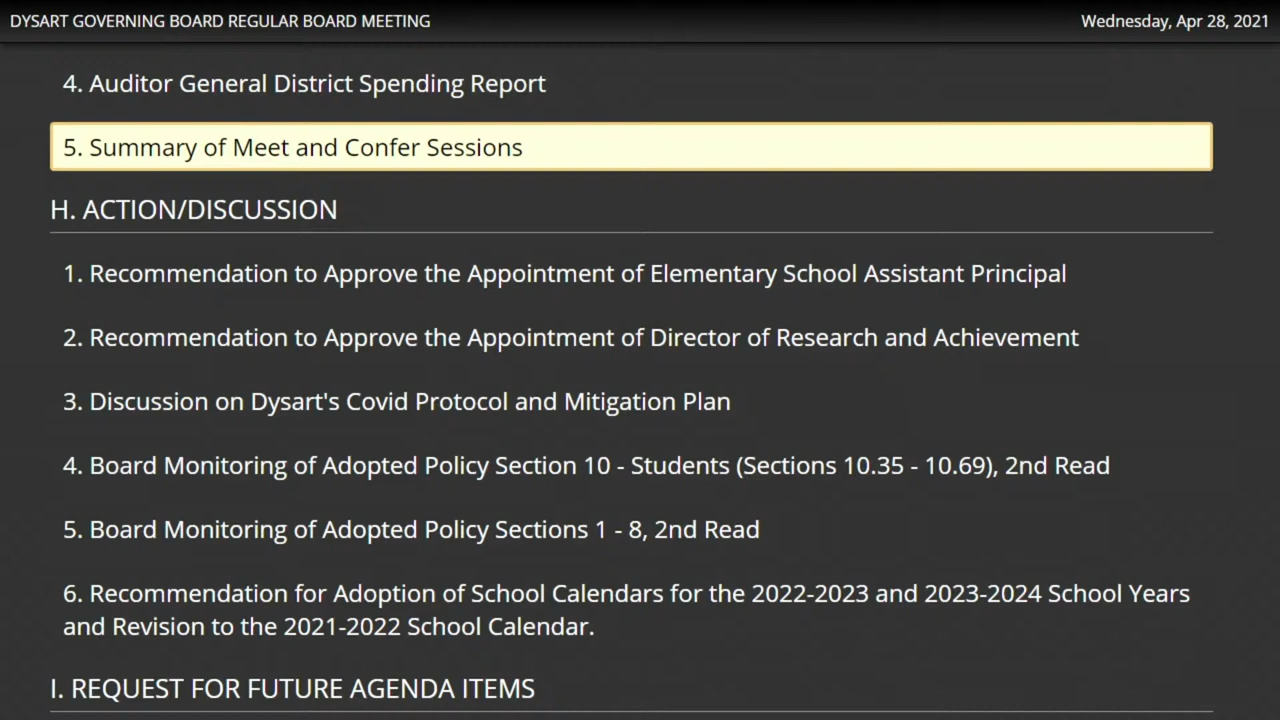 DYSART GOVERNING BOARD REGULAR BOARD MEETING
Wednesday, Apr 28, 2021
4. Auditor General District Spending Report
5. Summary of Meet and Confer Sessions
H. ACTION/DISCUSSION
1. Recommendation to Approve the Appointment of Elementary School Assistant Principal
2. Recommendation to Approve the Appointment of Director of Research and Achievement
3. Discussion on Dysart's Covid Protocol and Mitigation Plan
4. Board Monitoring of Adopted Policy Section 10 - Students (Sections 10.35 - 10.69), 2nd Read
5. Board Monitoring of Adopted Policy Sections 1 - 8, 2nd Read
6. Recommendation for Adoption of School Calendars for the 2022-2023 and 2023-2024 School Years
and Revision to the 2021-2022 School Calendar.
I. REQUEST FOR FUTURE AGENDA ITEMS